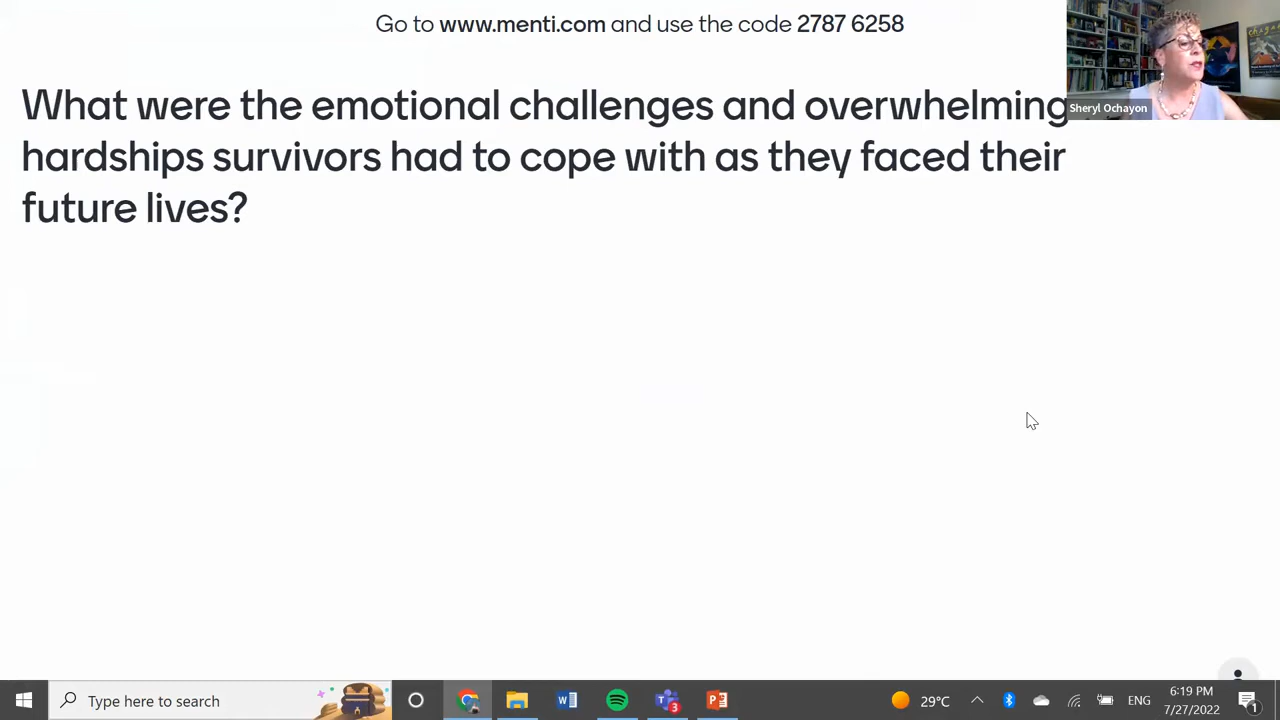 Go to www.menti.com and use the code 2787 6258
What were the emotional challenges and overwhelming
hardships survivors had to cope with as they faced their
future lives?
Sheryl Ochayon
Type here to search
3
29°C
ENG
6:19 PM
7/27/2022
1